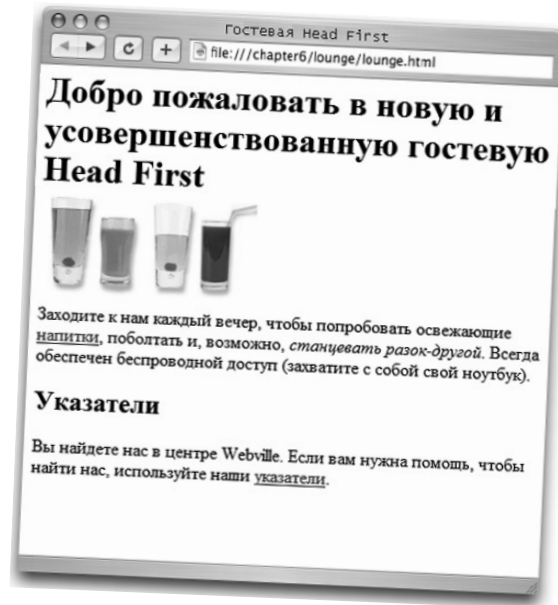 Гостевая Head First
file:///chapter6/lounge/lounge.html
Добро пожаловать в новую и
усовершенствованную гостевую
Head First
Заходите к нам каждый вечер, чтобы попробовать освежающие
напитки, поболтать и, возможно, станцевать разок-другой. Всегда
обеспечен беспроводной доступ (захватите с собой свой ноутбук).
Указатели
Вы найдете нас в центре Webville. Если вам нужна помощь, чтобы
найти нас, используйте наши указатели.